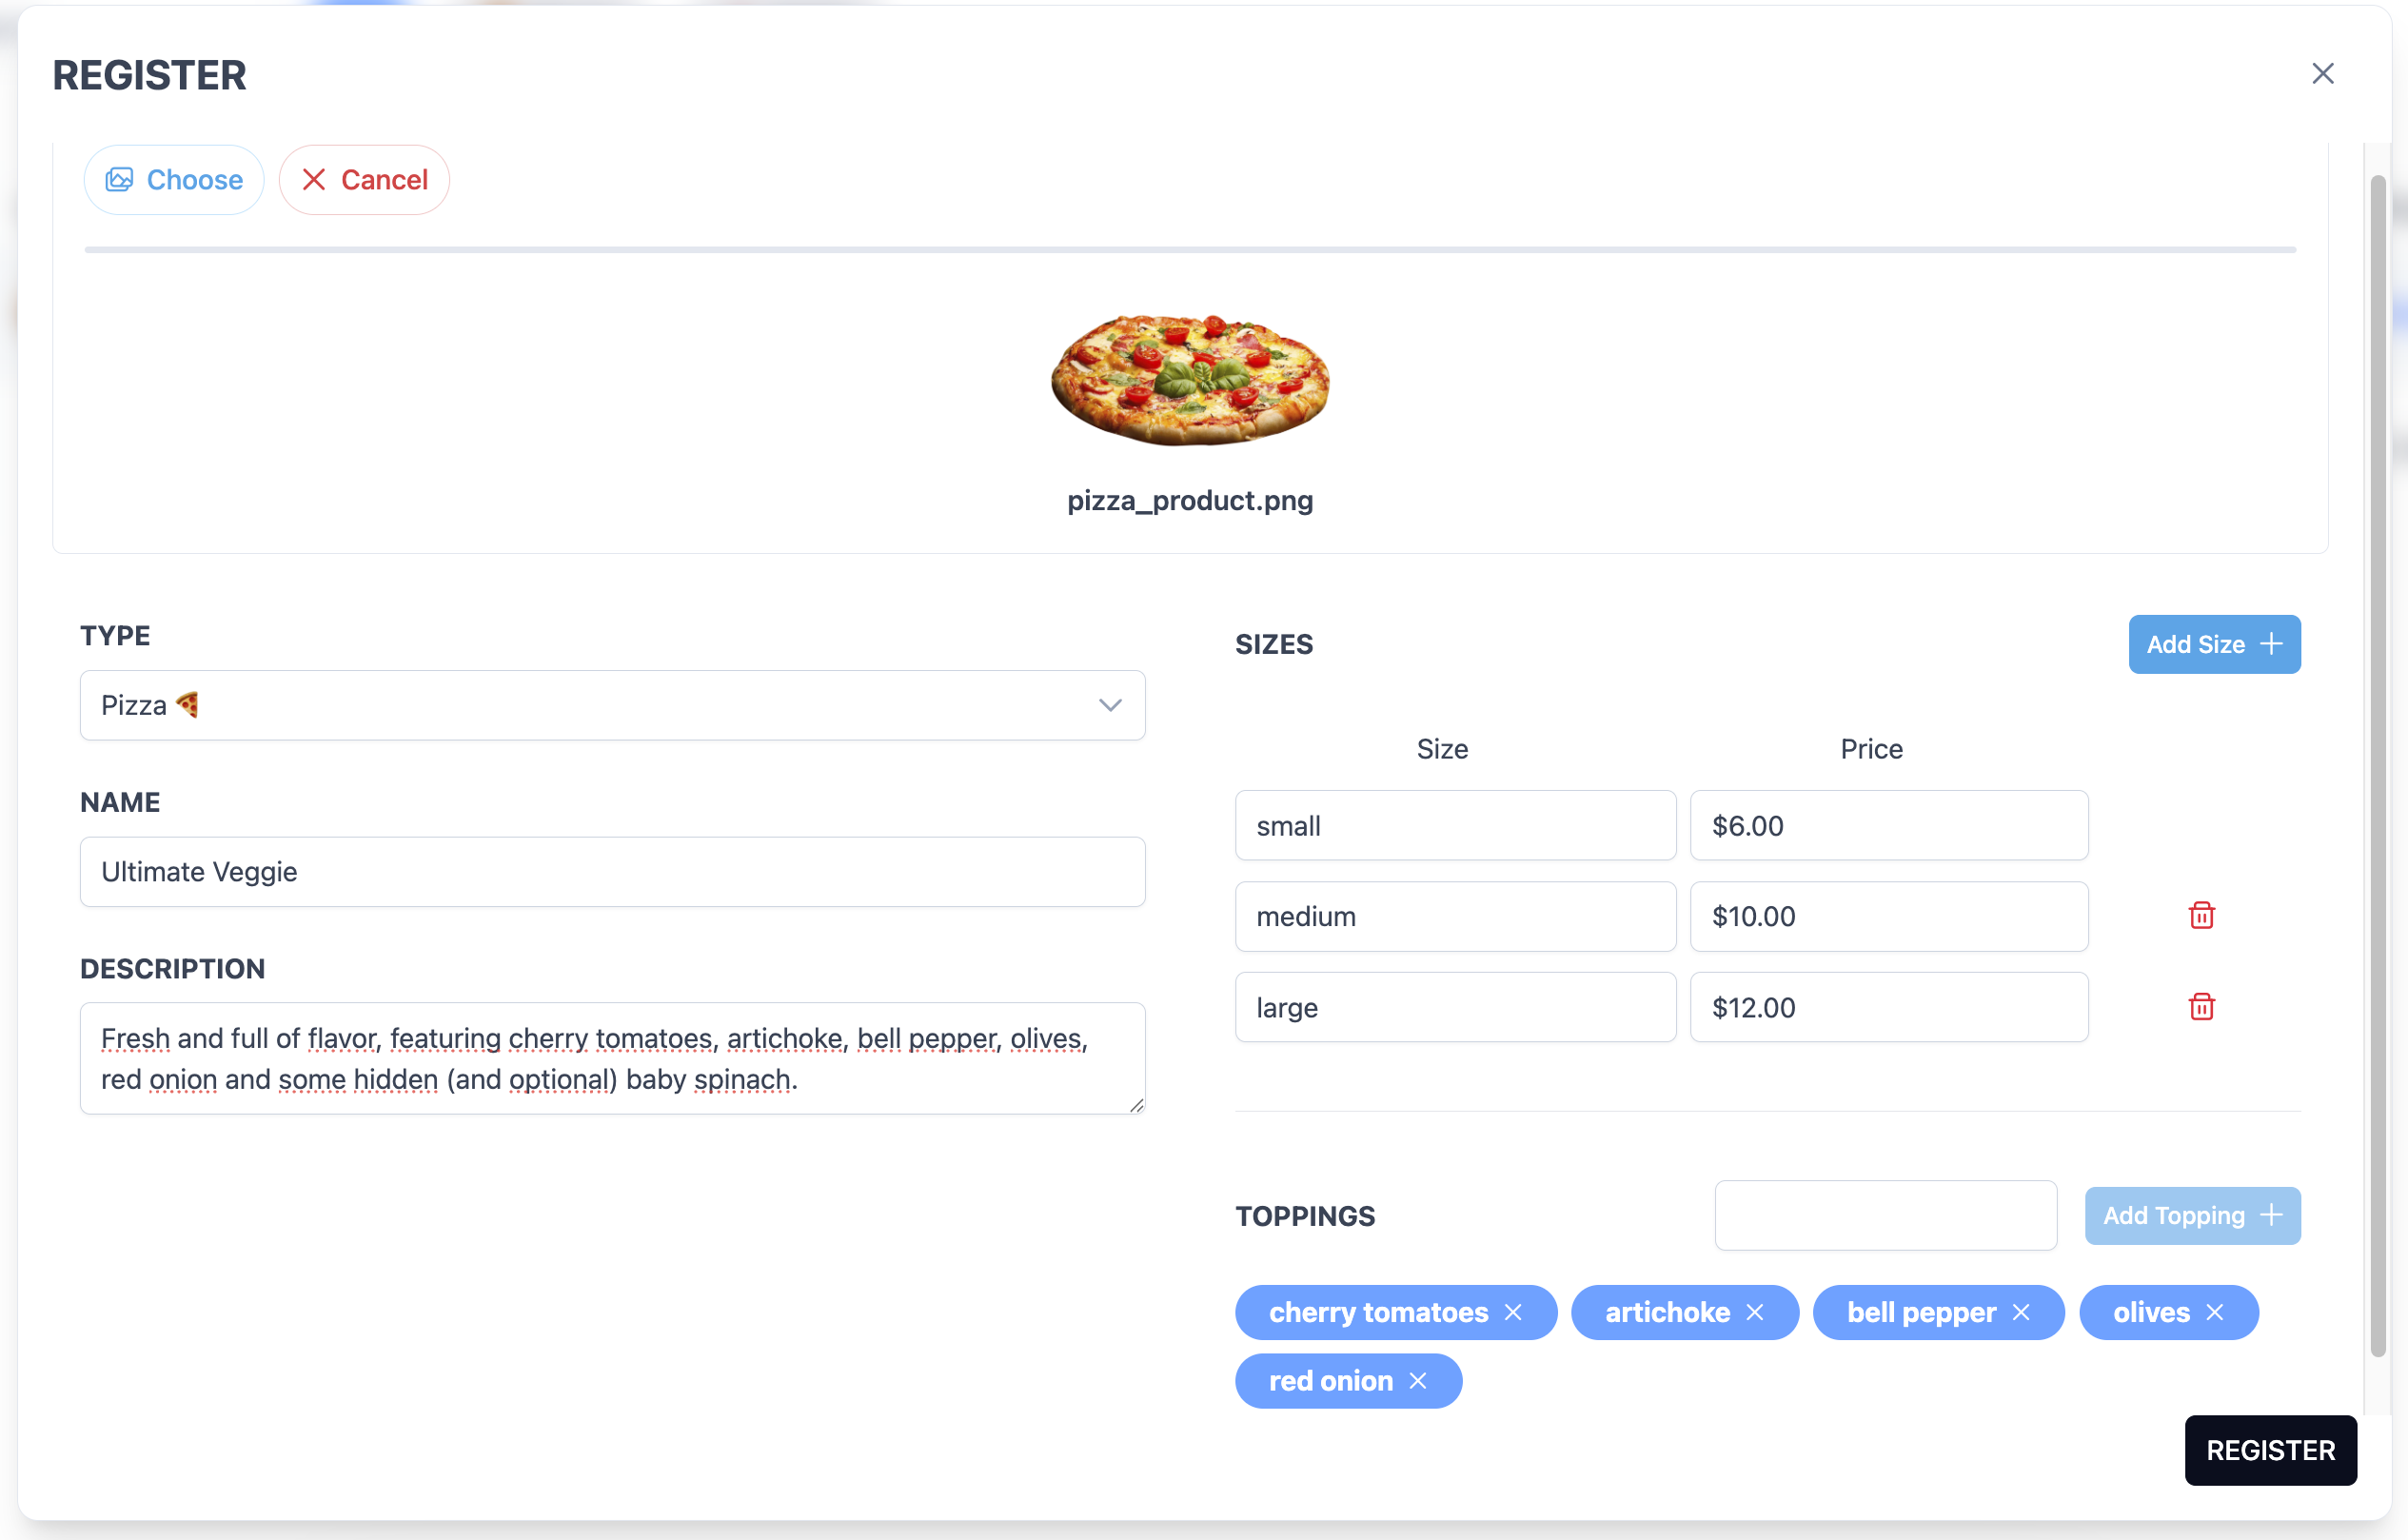 REGISTER
Choose
Cancel
pizza_product.png
TYPE
Pizza 🍕
NAME
Ultimate Veggie
DESCRIPTION
Fresh and full of flavor, featuring cherry tomatoes, artichoke, bell pepper, olives,
red onion and some hidden (and optional) baby spinach.
SIZES
Add Size
Size Price
small $6.00
medium $10.00
large $12.00
TOPPINGS
Add Topping
cherry tomatoes artichoke bell pepper olives
red onion
REGISTER